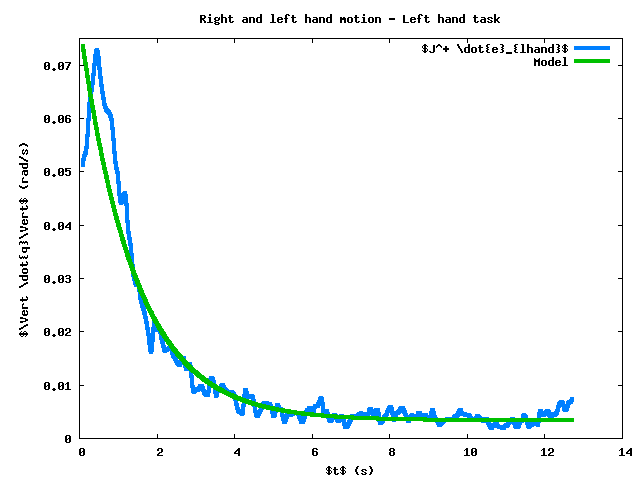 Right and left hand motion - Left hand task
$J^+ \dot{e}_{lhand}$
Model
0.07
0.06
0.05
0.04
0.03
0.02
0.01
0
$\Vert \dot{q}\Vert$ (rad/s)
0 2 4 6 8 10 12 14
$t$ (s)